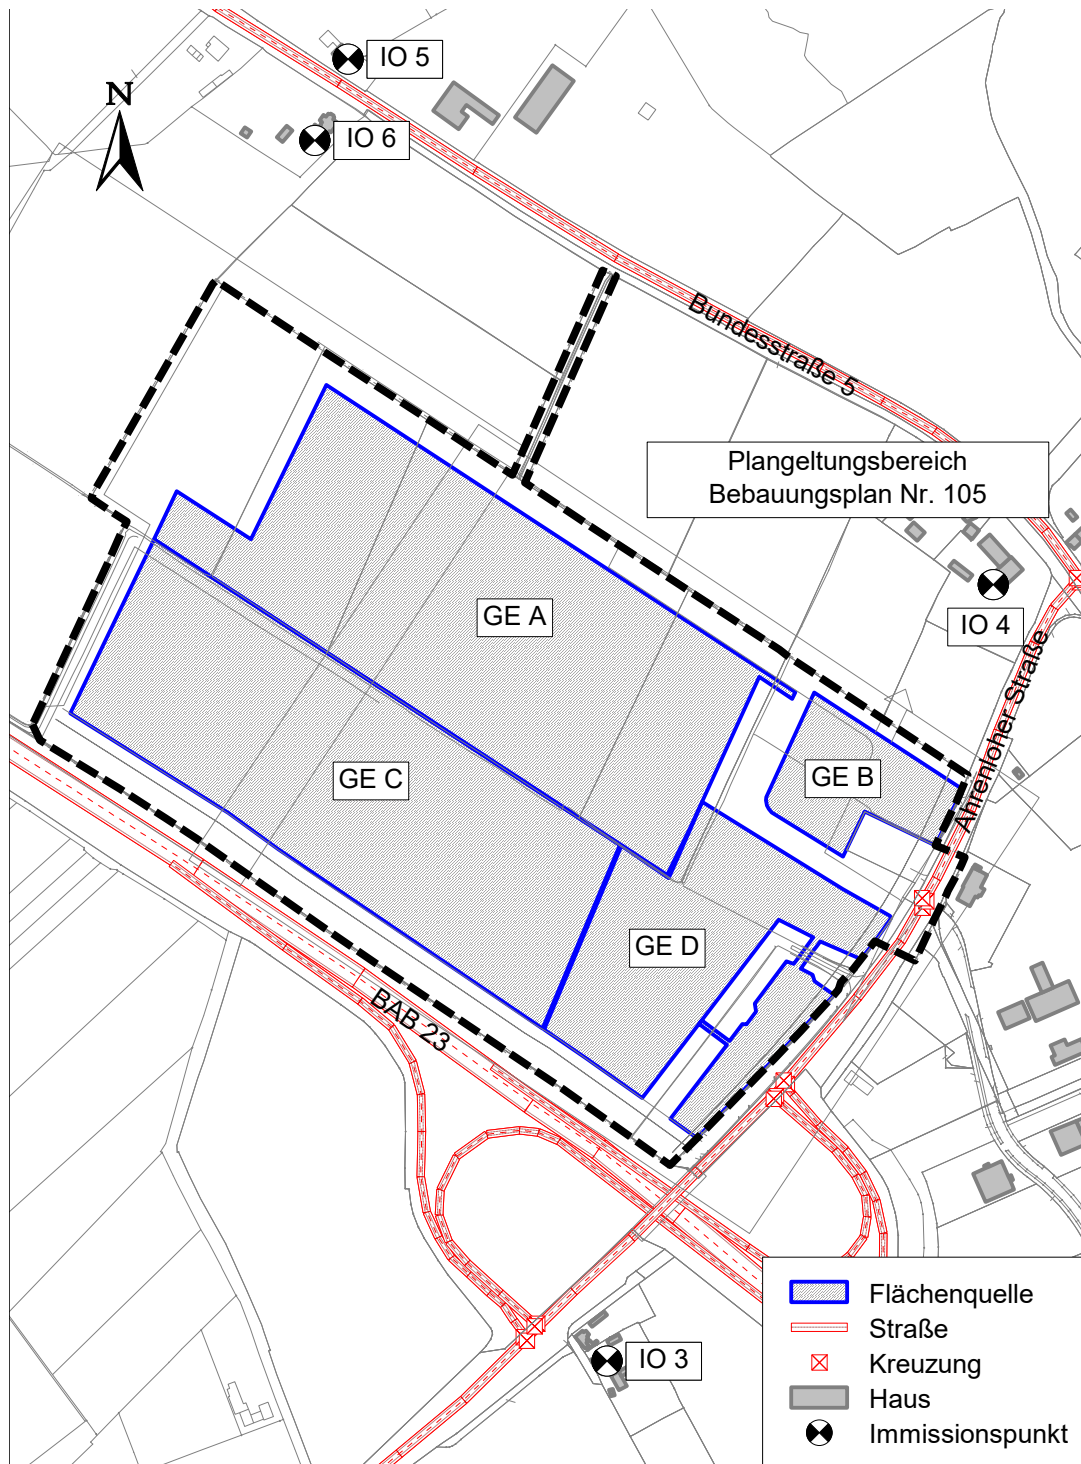 IO 5
N
IO 6
Bundesstraße 5
Plangeltungsbereich
Bebauungsplan Nr. 105
GE A
IO 4
Ahrenloher Straße
GE C
GE B
GE D
BAB 23
Flächenquelle
Straße
Kreuzung
IO 3
Haus
Immissionspunkt